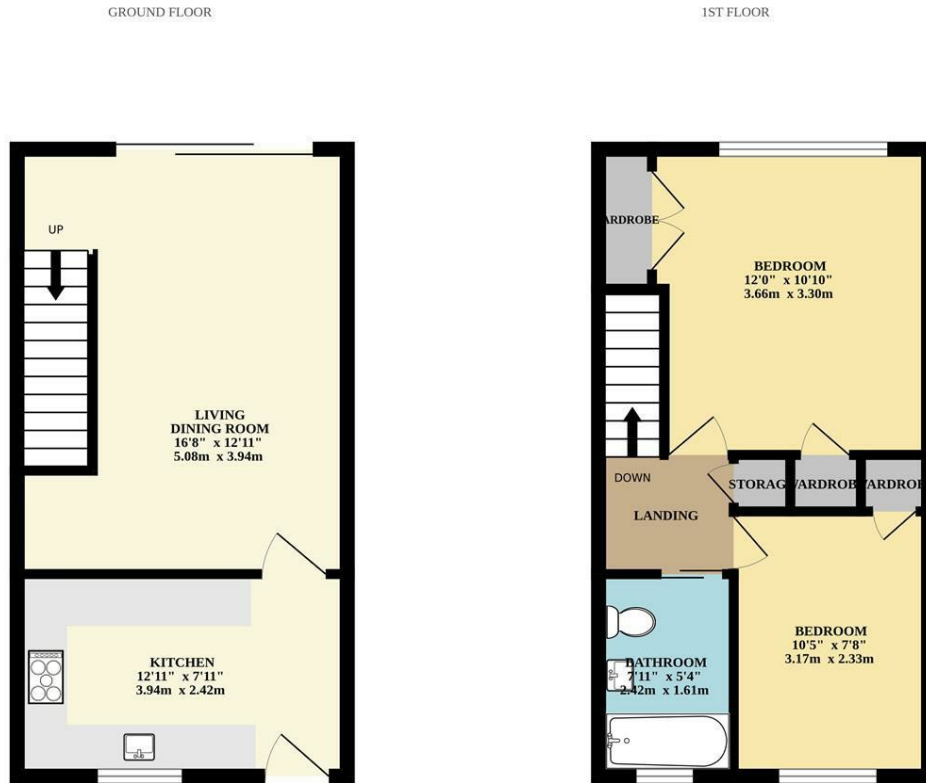 GROUND FLOOR
1ST FLOOR
UP
LIVING
DINING ROOM
16'8" x 12'11"
5.08m x 3.94m
KITCHEN
12'11" x 7'11"
3.94m x 2.42m
ARDROBE
BEDROOM
12'0" x 10'10"
3.66m x 3.30m
DOWN
STORAG
VARDROBE
VARDROBE
LANDING
BEDROOM
10'5" x 7'8"
3.17m x 2.33m
BATHROOM
7'11" x 5'4"
2.42m x 1.61m